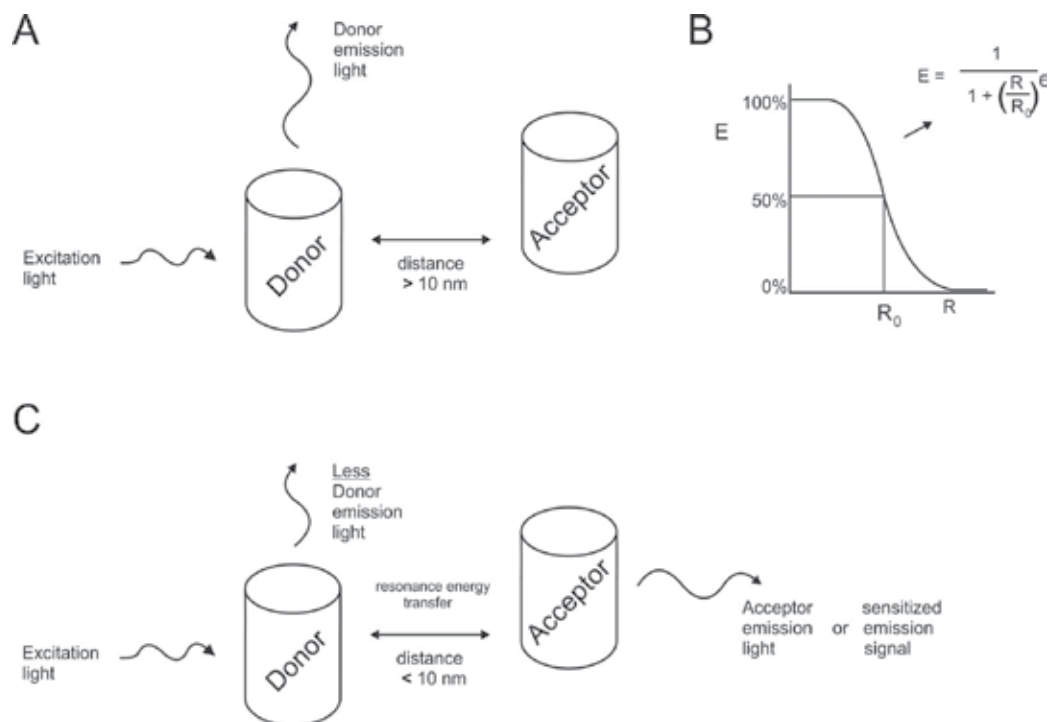 A
Donor
emission
light
Excitation
light
Donor
distance
> 10 nm
Acceptor
B
E = 1 / 1 + (R/R₀)⁶
100%
E
50%
0%
R₀
R
C
Less
Donor
emission
light
Excitation
light
Donor
resonance energy
transfer
distance
< 10 nm
Acceptor
Acceptor or sensitized
emission emission
light signal